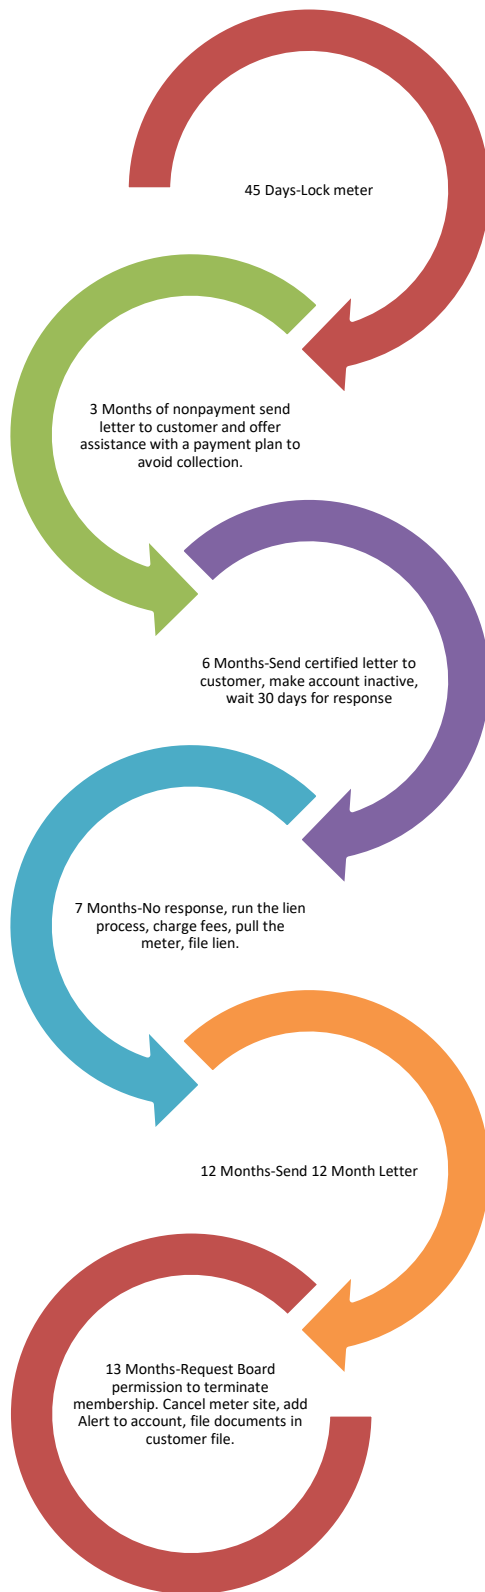 45 Days-Lock meter
3 Months of nonpayment send
letter to customer and offer
assistance with a payment plan to
avoid collection.
6 Months-Send certified letter to
customer, make account inactive,
wait 30 days for response
7 Months-No response, run the lien
process, charge fees, pull the
meter, file lien.
12 Months-Send 12 Month Letter
13 Months-Request Board
permission to terminate
membership. Cancel meter site, add
Alert to account, file documents in
customer file.